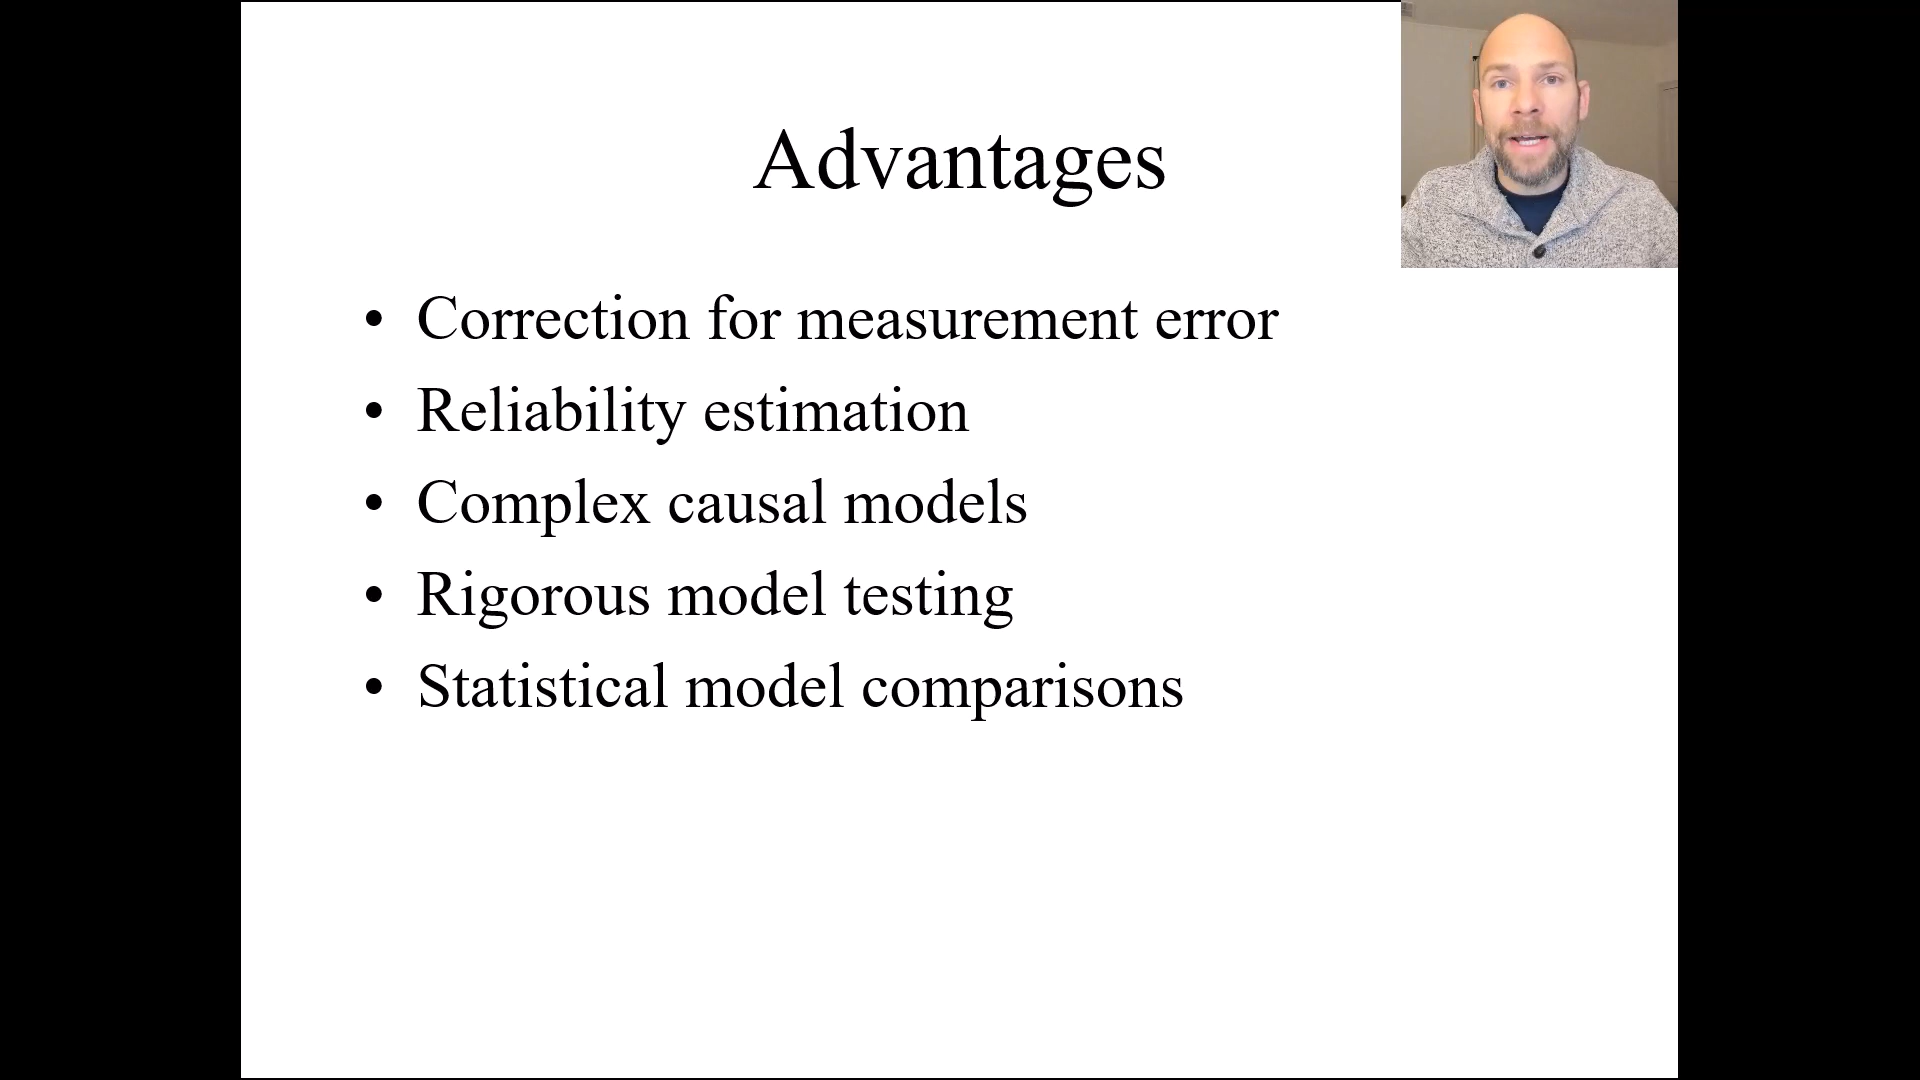 Advantages
• Correction for measurement error
• Reliability estimation
• Complex causal models
• Rigorous model testing
• Statistical model comparisons